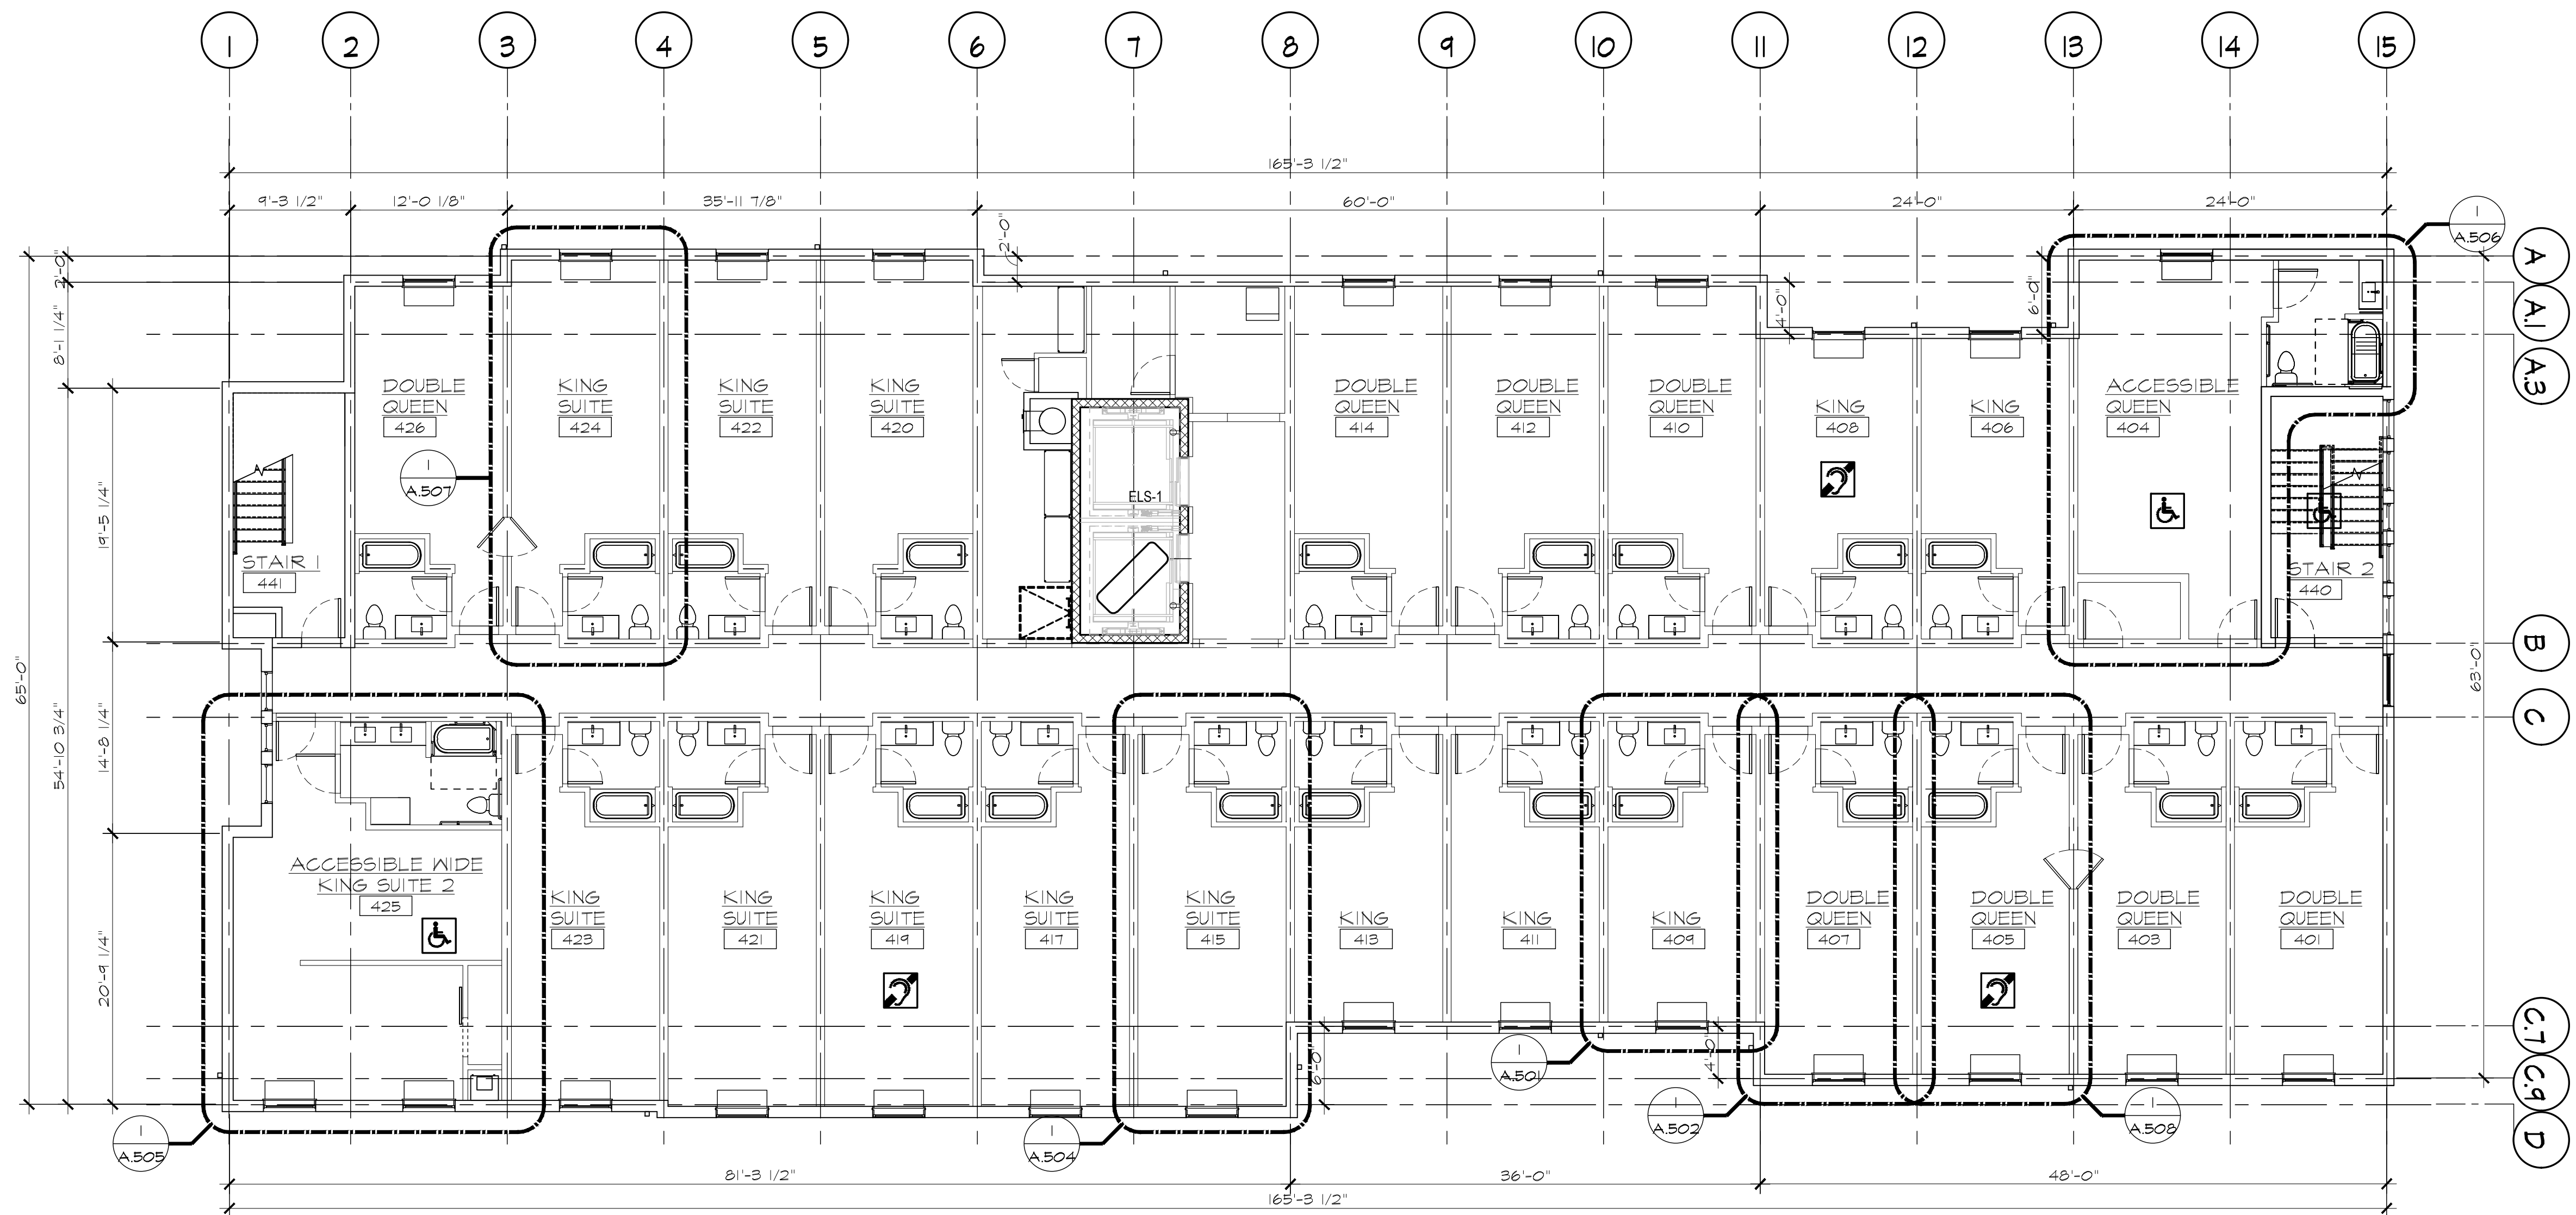 1 2 3 4 5 6 7 8 9 10 11 12 13 14 15
165'-3 1/2"
9'-3 1/2" 12'-0 1/8" 35'-11 7/8" 60'-0" 24'-0" 24'-0"
1
A.506
2'-0"
2'-0"
4'-0"
6'-0"
A
A.1
A.3
8'-1 1/4"
19'-5 1/4"
65'-0"
54'-10 3/4"
14'-8 1/4"
20'-9 1/4"
DOUBLE
QUEEN
426
KING
SUITE
424
KING
SUITE
422
KING
SUITE
420
DOUBLE
QUEEN
414
DOUBLE
QUEEN
412
DOUBLE
QUEEN
410
KING
408
KING
406
ACCESSIBLE
QUEEN
404
1
A.507
ELS-1
STAIR 1
441
STAIR 2
440
B
63'-0"
C
ACCESSIBLE WIDE
KING SUITE 2
425
KING
SUITE
423
KING
SUITE
421
KING
SUITE
419
KING
SUITE
417
KING
SUITE
415
KING
413
KING
411
KING
409
DOUBLE
QUEEN
407
DOUBLE
QUEEN
405
DOUBLE
QUEEN
403
DOUBLE
QUEEN
401
6'-0"
4'-0"
C.7
C.9
D
1
A.505
1
A.504
1
A.501
1
A.502
1
A.508
81'-3 1/2" 36'-0" 48'-0"
165'-3 1/2"